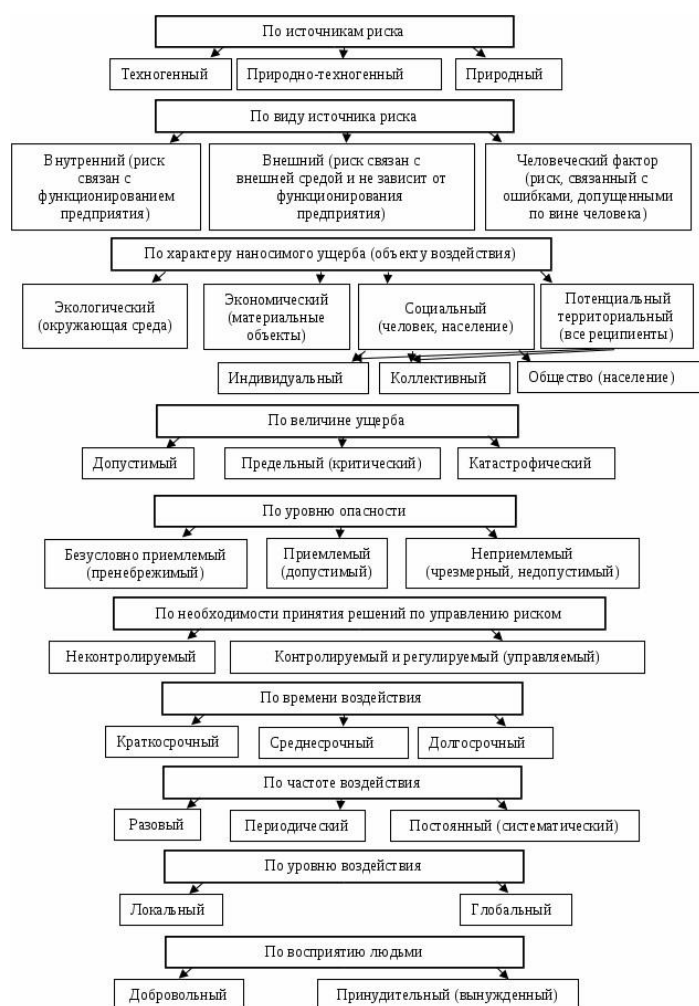 По источникам риска
Техногенный
Природно-техногенный
Природный
По виду источника риска
Внутренний (риск
связан с
функционированием
предприятия)
Внешний (риск связан с
внешней средой и не зависит от
функционирования
предприятия)
Человеческий фактор
(риск, связанный с
ошибками, допущенными
по вине человека)
По характеру наносимого ущерба (объекту воздействия)
Экологический
(окружающая среда)
Экономический
(материальные
объекты)
Социальный
(человек, население)
Потенциальный
территориальный
(все реципиенты)
Индивидуальный
Коллективный
Общество (население)
По величине ущерба
Допустимый
Предельный (критический)
Катастрофический
По уровню опасности
Безусловно приемлемый
(пренебрежимый)
Приемлемый
(допустимый)
Неприемлемый
(чрезмерный, недопустимый)
По необходимости принятия решений по управлению риском
Неконтролируемый
Контролируемый и регулируемый (управляемый)
По времени воздействия
Краткосрочный
Среднесрочный
Долгосрочный
По частоте воздействия
Разовый
Периодический
Постоянный (систематический)
По уровню воздействия
Локальный
Глобальный
По восприятию людьми
Добровольный
Принудительный (вынужденный)